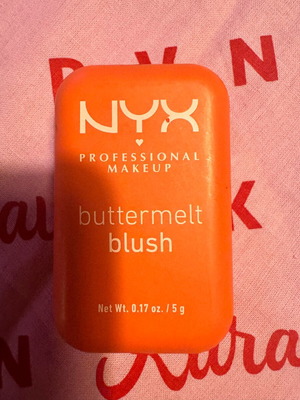 NYX
PROFESSIONAL
MAKEUP
buttermelt
blush
Net Wt. 0.17 oz. / 5 g